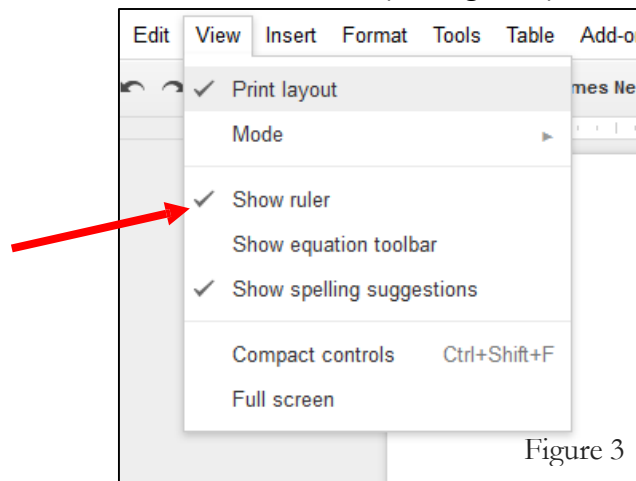 Edit View Insert Format Tools Table Add-o
Print layout mes Ne
Mode
Show ruler
Show equation toolbar
Show spelling suggestions
Compact controls Ctrl+Shift+F
Full screen
Figure 3